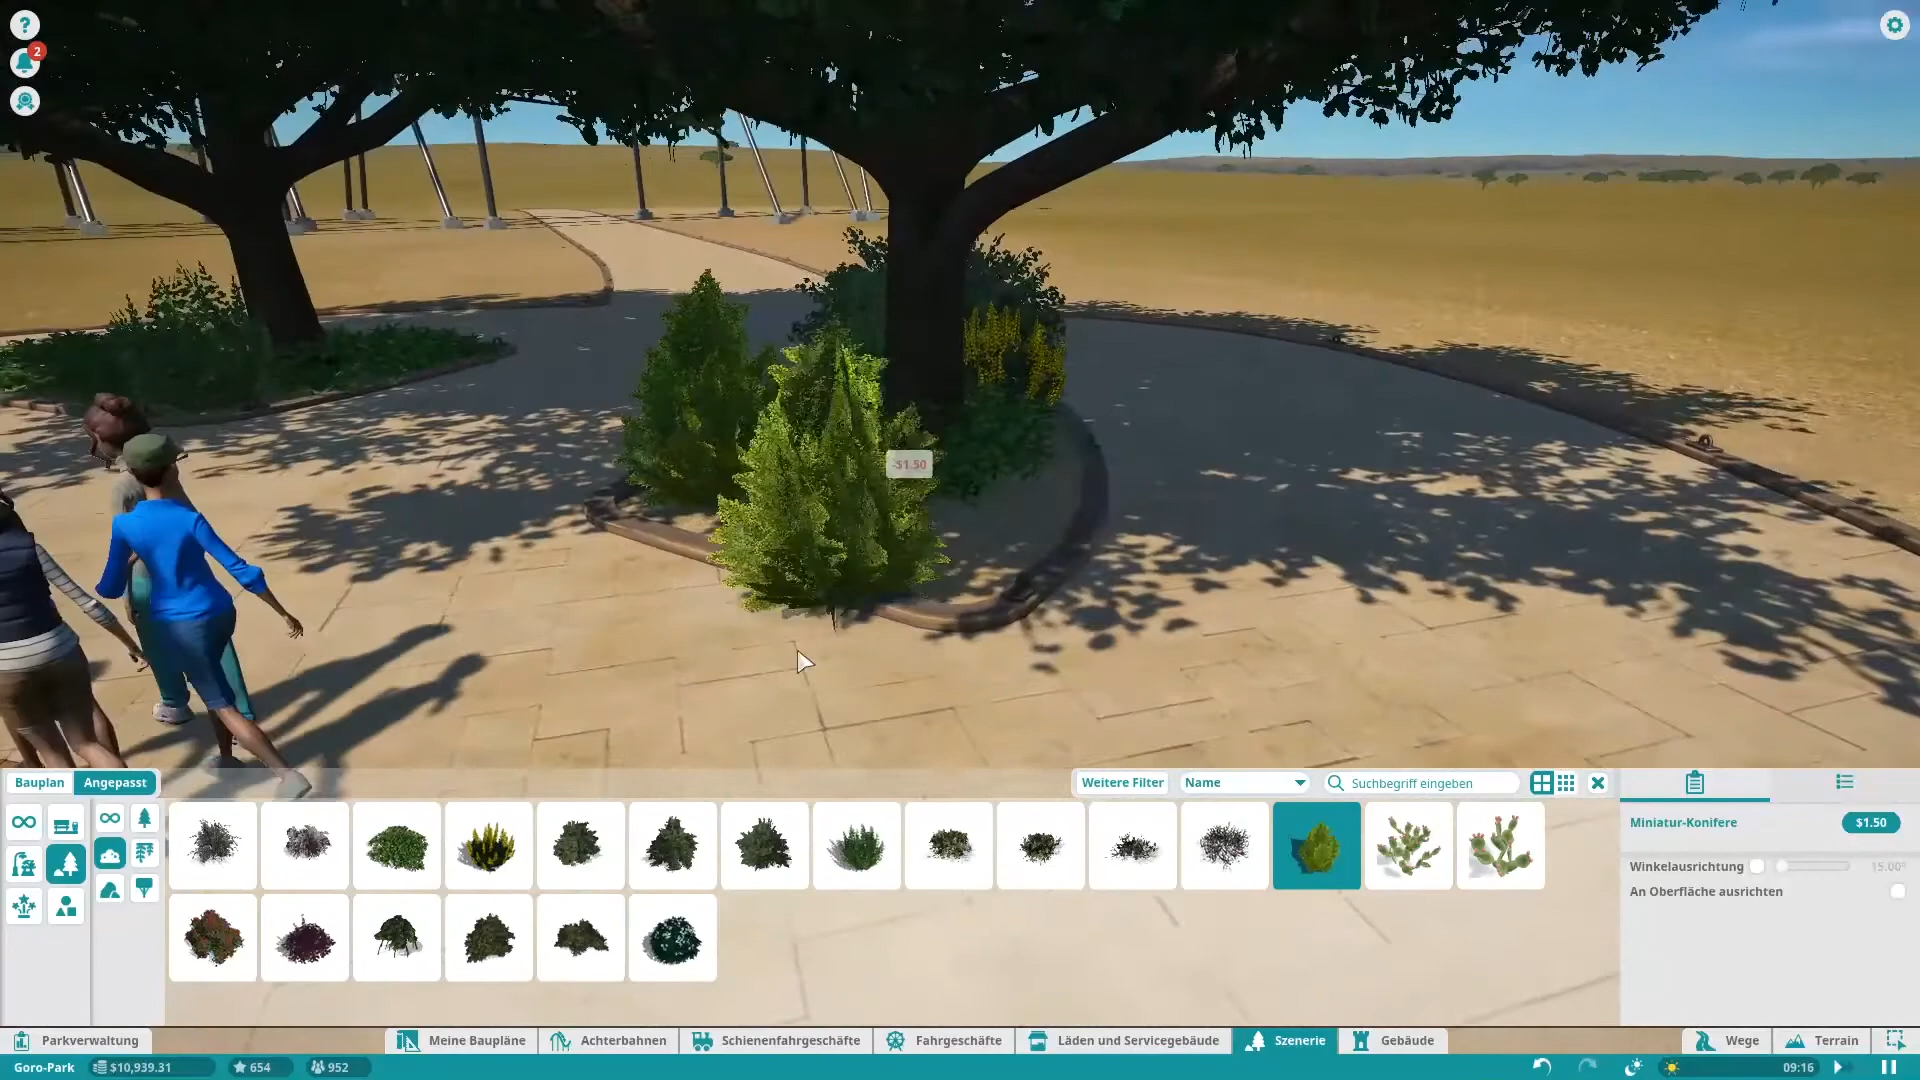 ?
2
-$1.50
Bauplan Angepasst
Weitere Filter Name Suchbegriff eingeben
Miniatur-Konifere $1.50
Winkelausrichtung 15.00°
An Oberfläche ausrichten
Parkverwaltung Meine Baupläne Achterbahnen Schienenfahrgeschäfte Fahrgeschäfte Läden und Servicegebäude Szenerie Gebäude Wege Terrain
Goro-Park $10,939.31 654 952 09:16